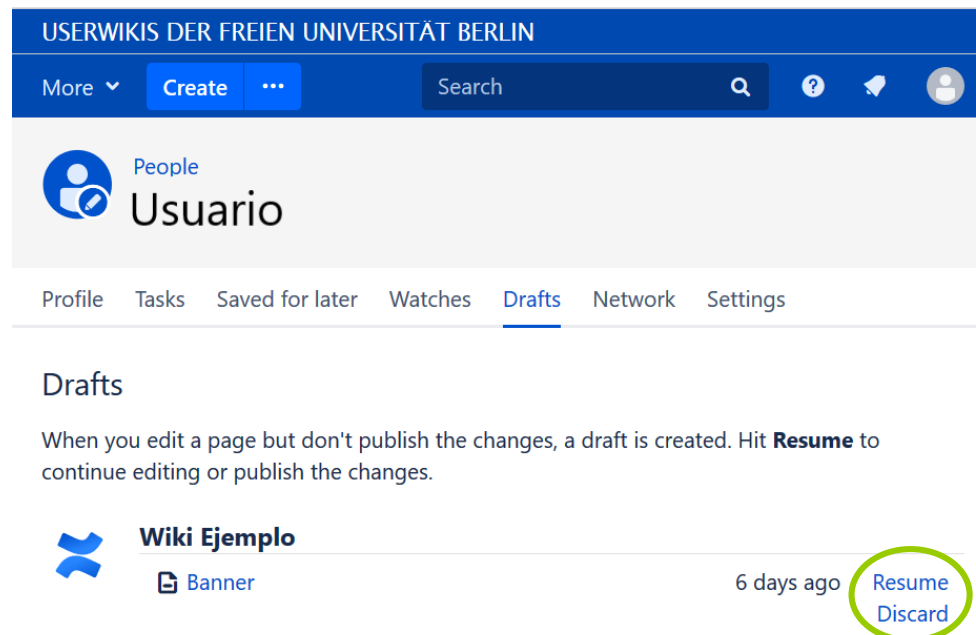 USERWIKIS DER FREIEN UNIVERSITÄT BERLIN
More Create ••• Search ?
People
Usuario
Profile Tasks Saved for later Watches Drafts Network Settings
Drafts
When you edit a page but don't publish the changes, a draft is created. Hit Resume to
continue editing or publish the changes.
Wiki Ejemplo
Banner 6 days ago Resume
Discard